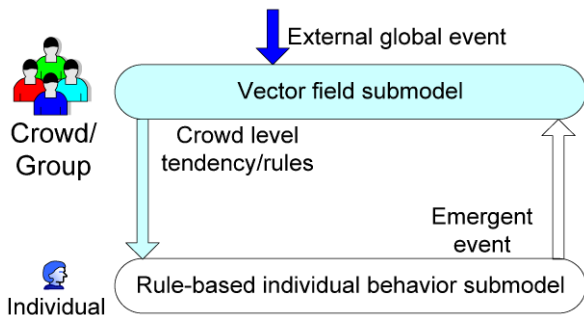 External global event
Vector field submodel
Crowd/
Group
Crowd level
tendency/rules
Emergent
event
Rule-based individual behavior submodel
Individual